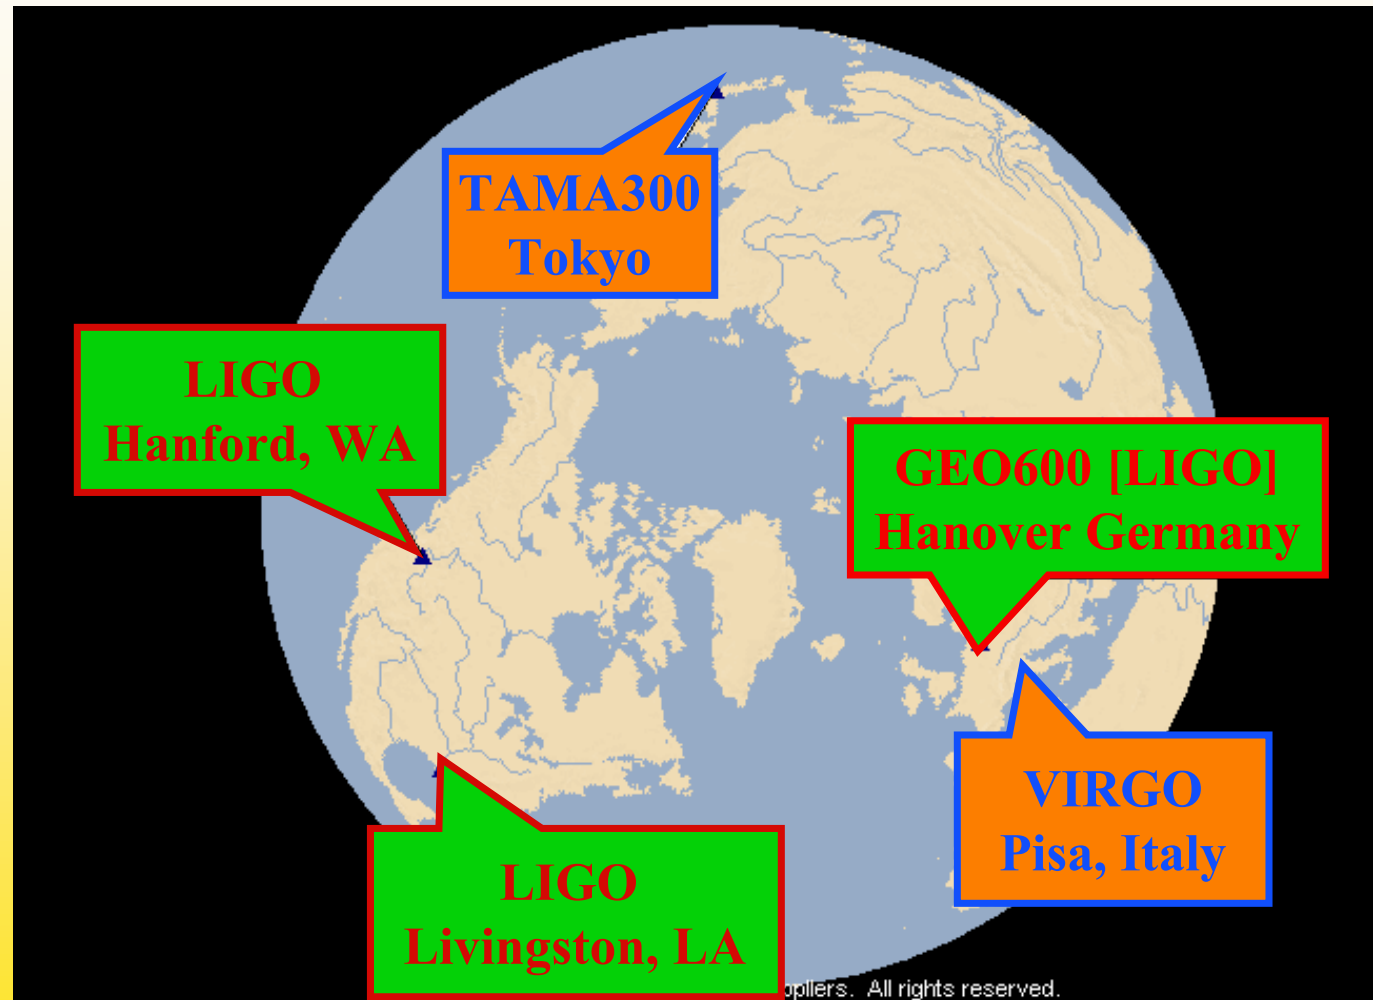 TAMA300
Tokyo
LIGO
Hanford, WA
GEO600 [LIGO]
Hanover Germany
VIRGO
Pisa, Italy
LIGO
Livingston, LA
All rights reserved.